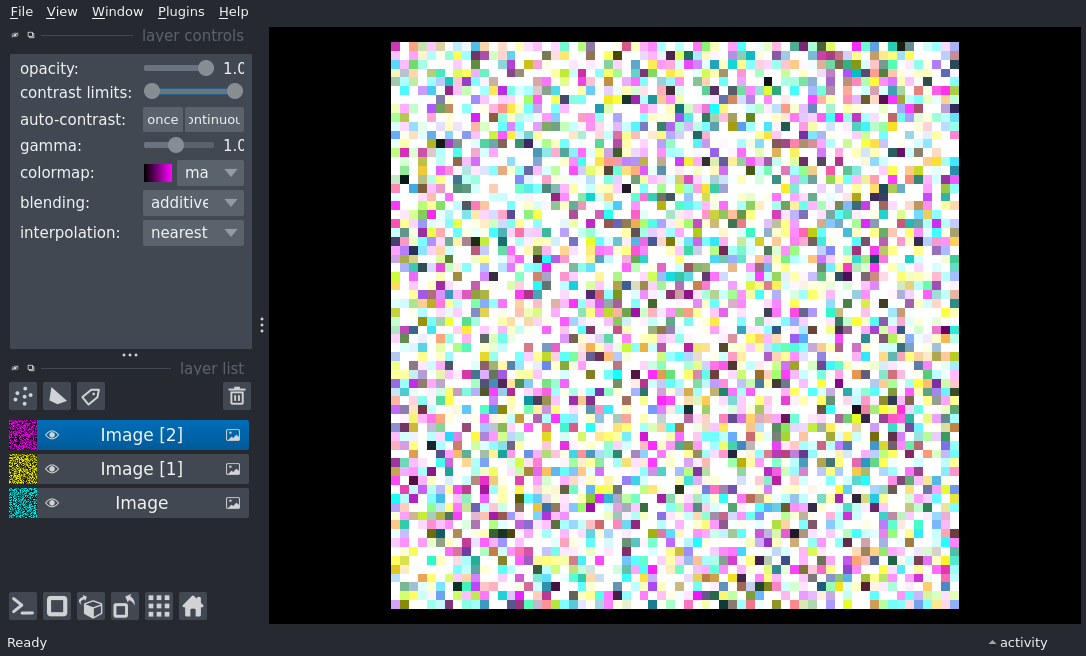 File View Window Plugins Help
layer controls
opacity: 1.0
contrast limits:
auto-contrast: once ontinuou
gamma: 1.0
colormap: ma
blending: additive
interpolation: nearest
layer list
Image [2]
Image [1]
Image
Ready activity